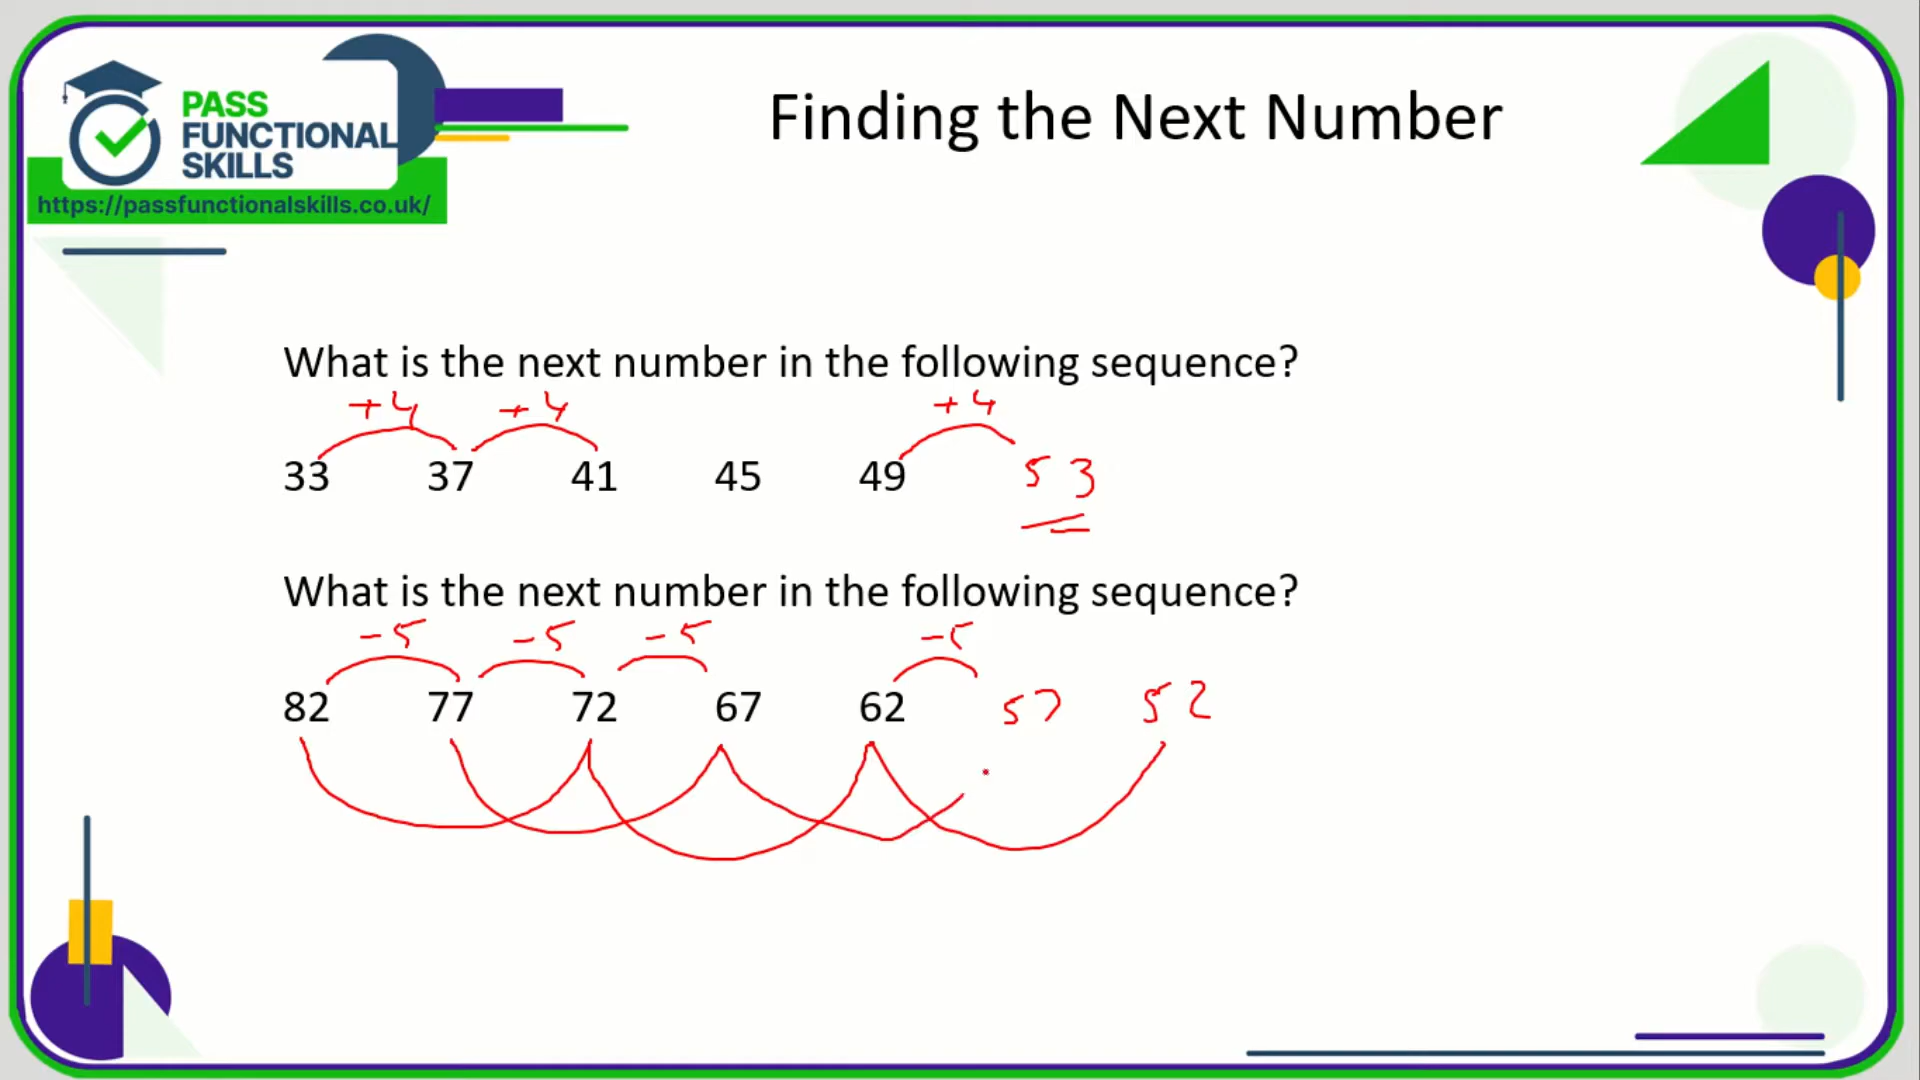 PASS
FUNCTIONAL
SKILLS
https://passfunctionalskills.co.uk/
Finding the Next Number
What is the next number in the following sequence?
+4 +4 +4
33 37 41 45 49 53
What is the next number in the following sequence?
-5 -5 -5 -5
82 77 72 67 62 57 52